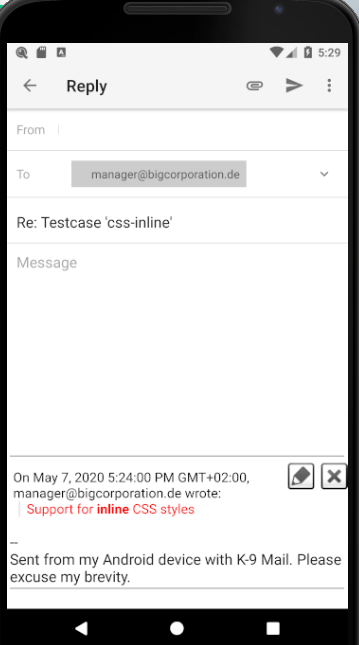 5:29
Reply
From
To manager@bigcorporation.de
Re: Testcase 'css-inline'
Message
On May 7, 2020 5:24:00 PM GMT+02:00,
manager@bigcorporation.de wrote:
Support for inline CSS styles
--
Sent from my Android device with K-9 Mail. Please
excuse my brevity.